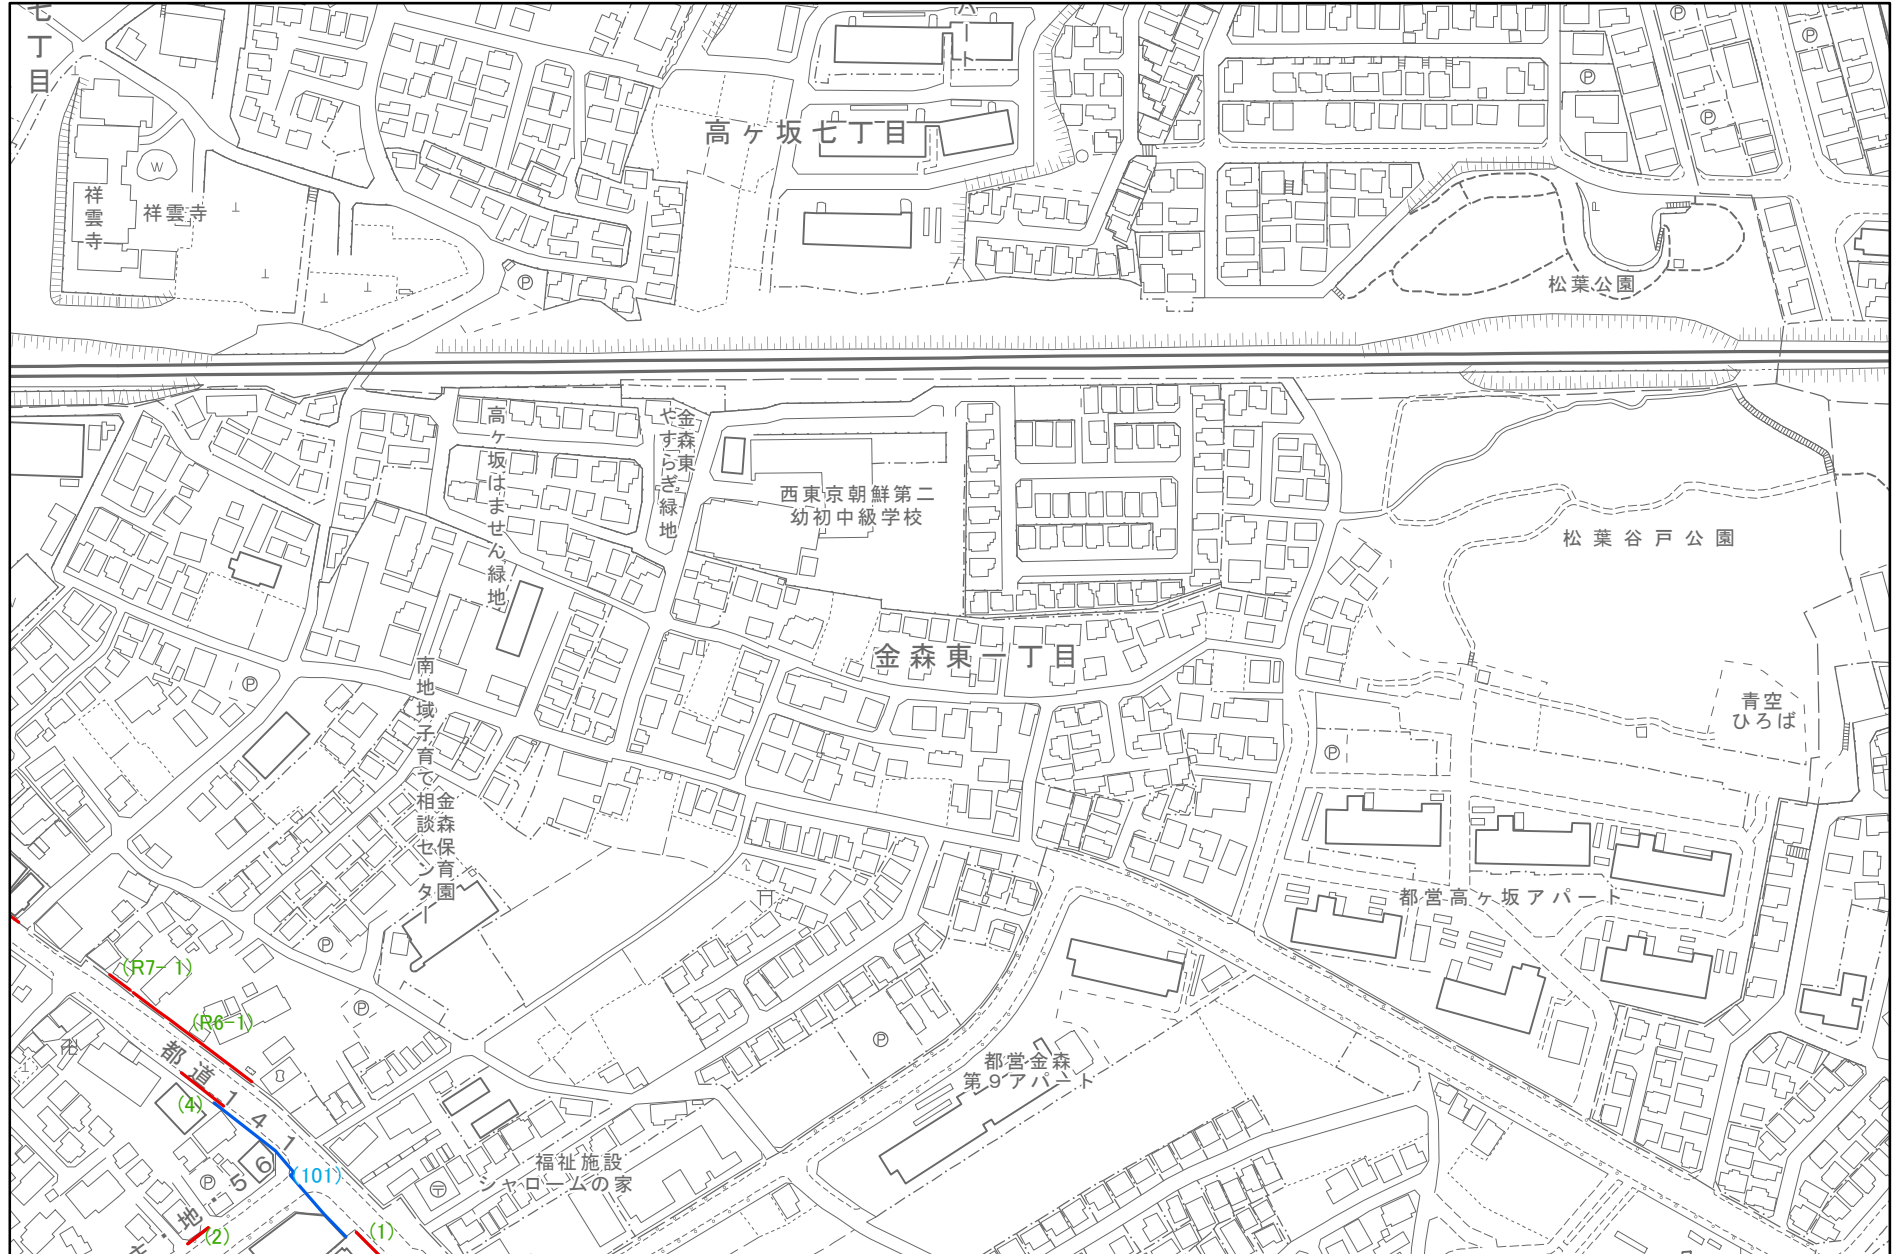 七丁目
高ヶ坂七丁目
祥雲寺
祥雲寺
W
P
P
P
P
P
松葉公園
高ヶ坂はません緑地
金森東
やすらぎ緑地
西東京朝鮮第二
幼初中級学校
松葉谷戸公園
金森東一丁目
青空
ひろば
P
P
南地域子育て相談センター
金森保育園
都営高ヶ坂アパート
P
(R7-1)
P
(R6-1)
P
都営金森
第9アパート
都道141
(4)
福祉施設
シャロームの家
(101)
P
56
地
(2)
(1)